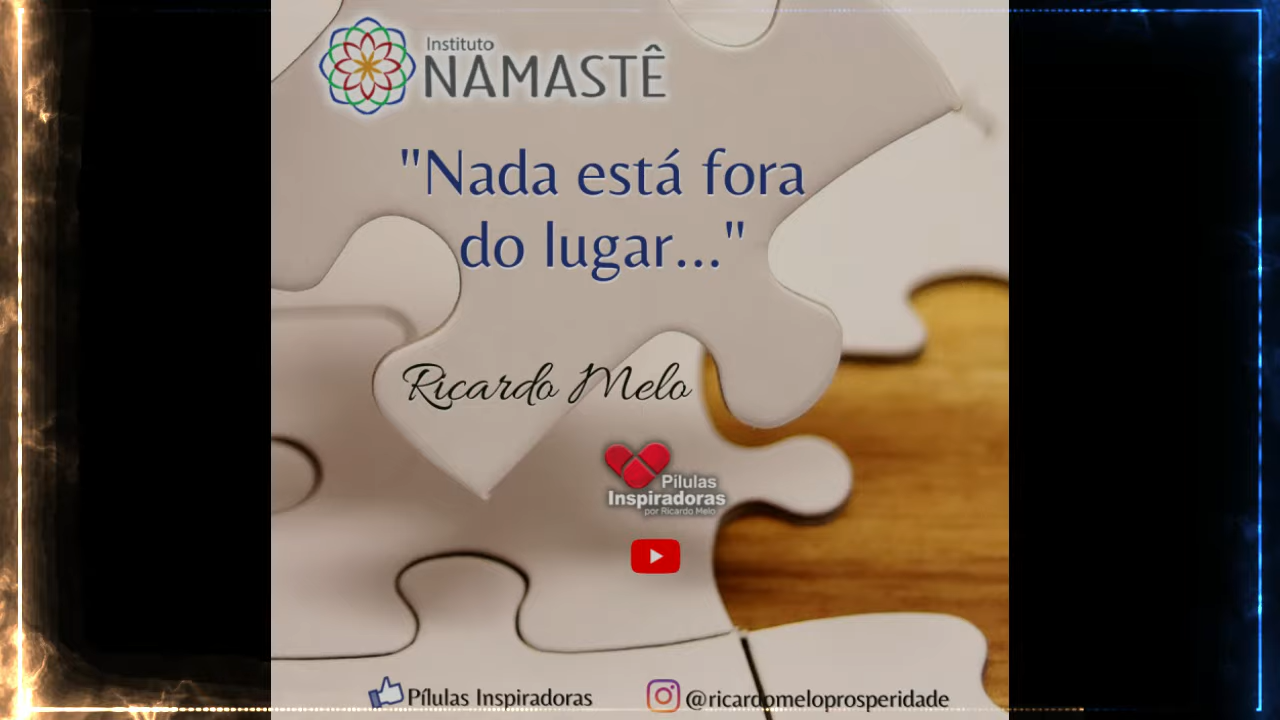 Instituto
NAMASTÊ
"Nada está fora
do lugar..."
Ricardo Melo
Pílulas
Inspiradoras
por Ricardo Melo
Pílulas Inspiradoras
@ricardomeloprosperidade